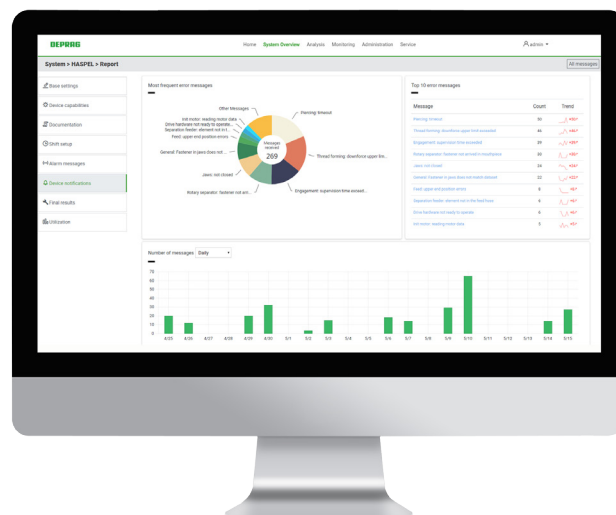 DEPRAG
Home System Overview Analysis Monitoring Administration Service
admin
System > HASPEL > Report
All messages
Base settings
Device capabilities
Documentation
Shift setup
Alarm messages
Device notifications
Final results
Utilization
Most frequent error messages
Other Messages
Init motor: reading motor data
Drive hardware not ready to operate...
Separation feeder: element not in t...
Feed: upper end position errors
General: Fastener in jaws does not ...
Jaws: not closed
Rotary separator: fastener not arri...
Engagement: supervision time exceed...
Thread forming: downforce upper lim...
Piercing: timeout
Messages
received
269
Top 10 error messages
Message Count Trend
Piercing: timeout
Thread forming: downforce upper limit exceeded
Engagement: supervision time exceeded
Rotary separator: fastener not arrived in mouthpiece
Jaws: not closed
General: Fastener in jaws does not match setpoint
22
Feed: upper end position errors
8
Separation feeder: element not in the feed hose
6
Drive hardware not ready to operate
6
Init motor: reading motor data
5
Number of messages Daily
70
60
50
40
30
20
10
0
4/25 4/26 4/27 4/28 4/29 4/30 5/1 5/2 5/3 5/4 5/5 5/6 5/7 5/8 5/9 5/10 5/11 5/12 5/13 5/14 5/15